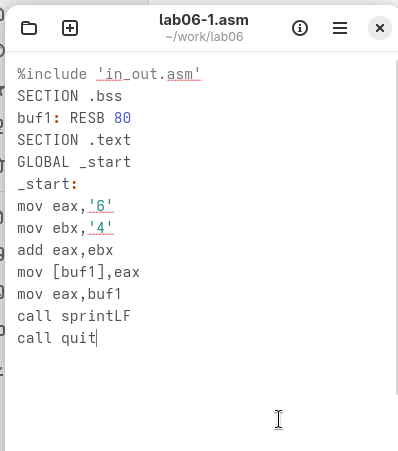 lab06-1.asm
~/work/lab06
%include 'in_out.asm'
SECTION .bss
buf1: RESB 80
SECTION .text
GLOBAL _start
_start:
mov eax,'6'
mov ebx,'4'
add eax,ebx
mov [buf1],eax
mov eax,buf1
call sprintLF
call quit